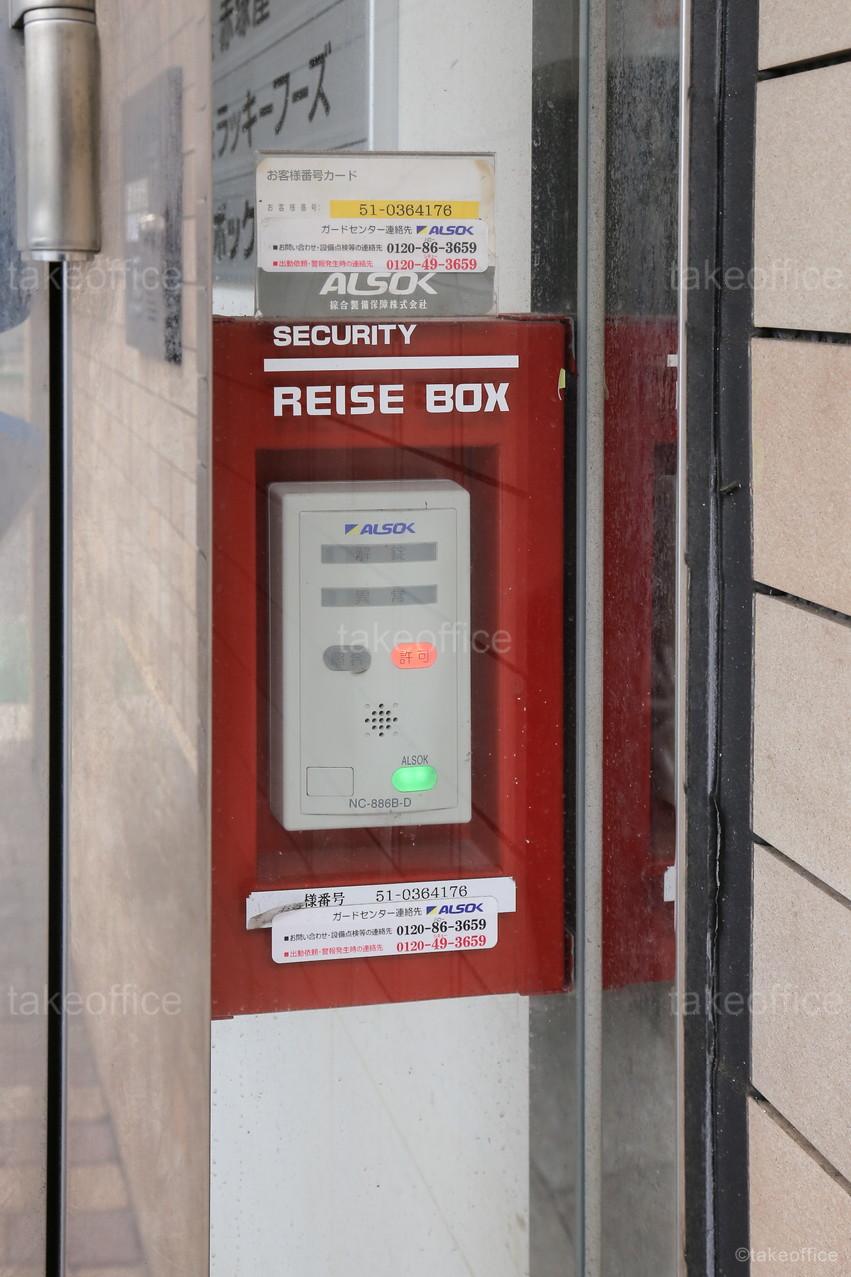 赤塚屋
ラッキーフーズ
ボック
お客様番号カード
お客様番号: 51-0364176
ガードセンター連絡先 ALSOK
■お問い合わせ・設備点検等の連絡先 0120-86-3659
■出動依頼・警報発生時の連絡先 0120-49-3659
ALSOK
綜合警備保障株式会社
takeoffice takeoffice
SECURITY
REISE BOX
ALSOK
解錠
異常
takeoffice
許可
ALSOK
NC-886B-D
様番号 51-0364176
ガードセンター連絡先 ALSOK
■お問い合わせ・設備点検等の連絡先 0120-86-3659
■出動依頼・警報発生時の連絡先 0120-49-3659
takeoffice takeoffice
©takeoffice